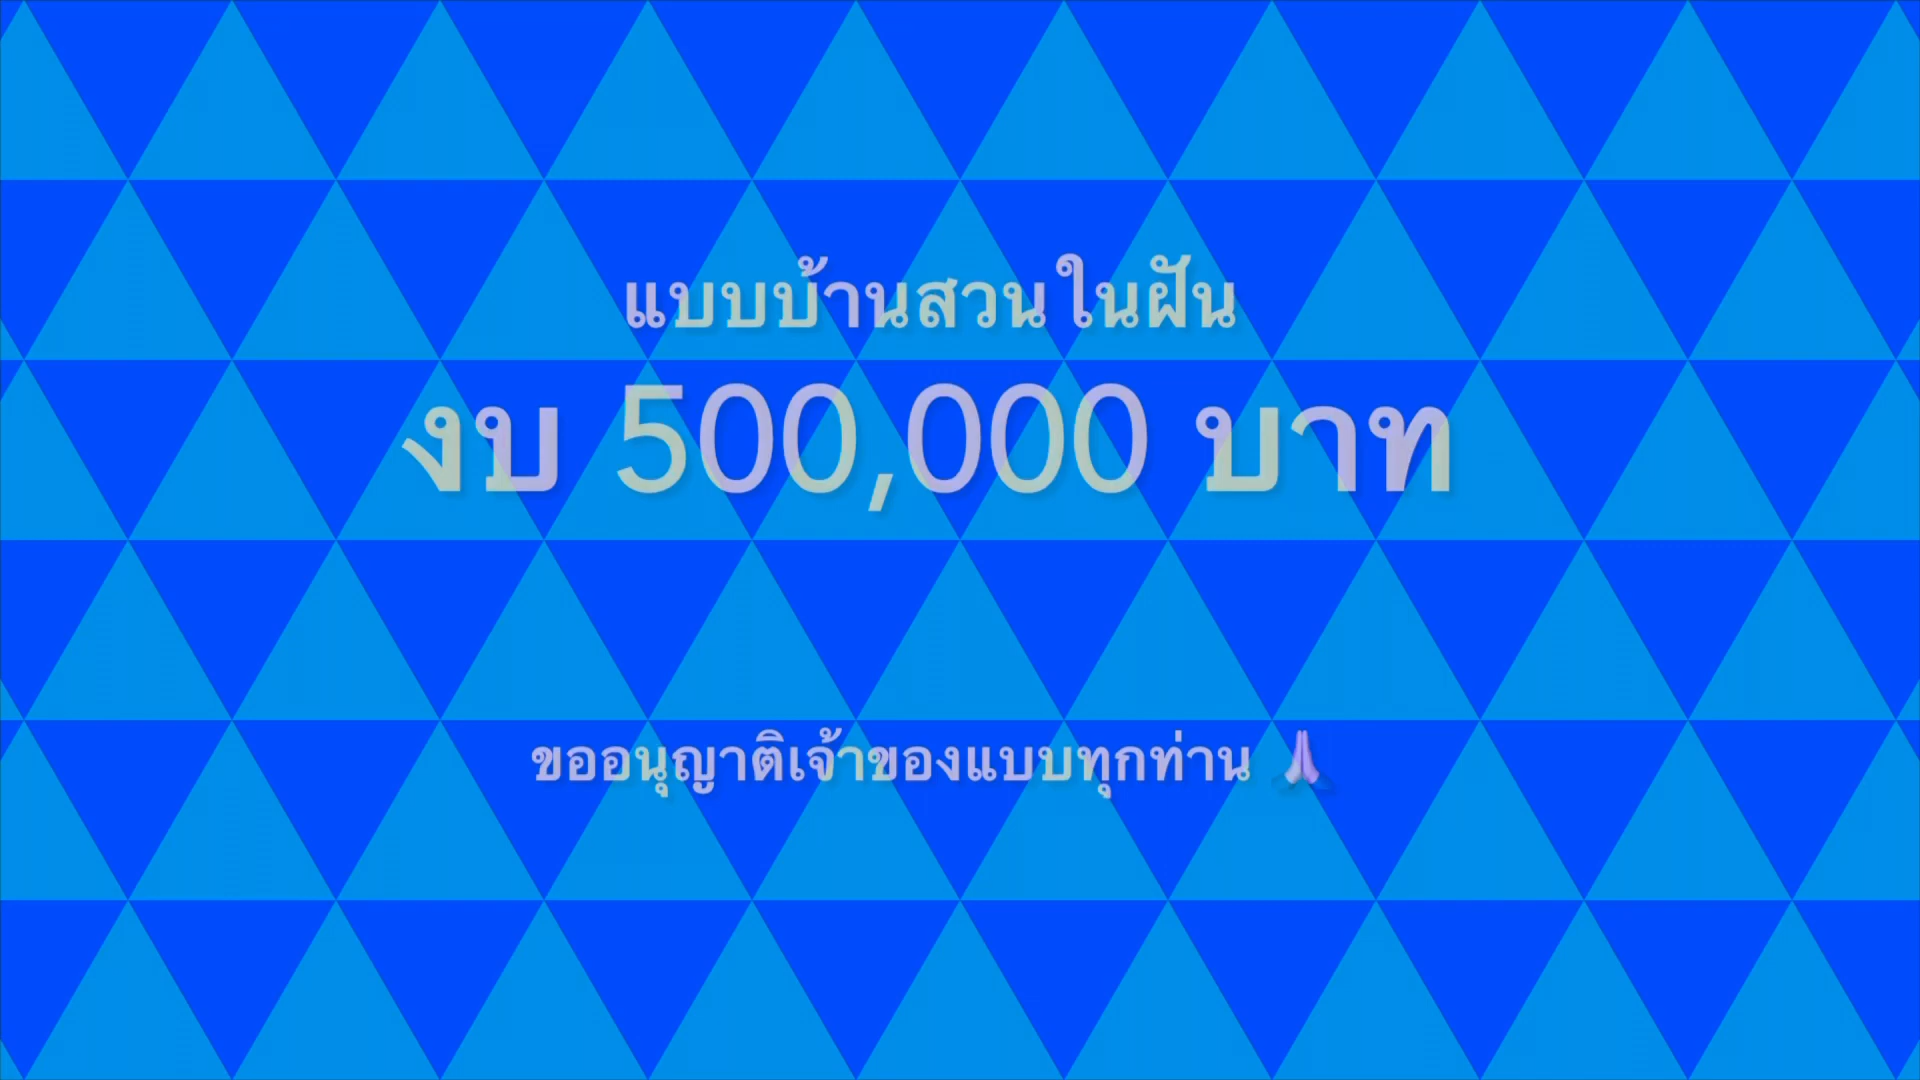 แบบบ้านสวนในฝัน
งบ 500,000 บาท
ขออนุญาติเจ้าของแบบทุกท่าน 🙏